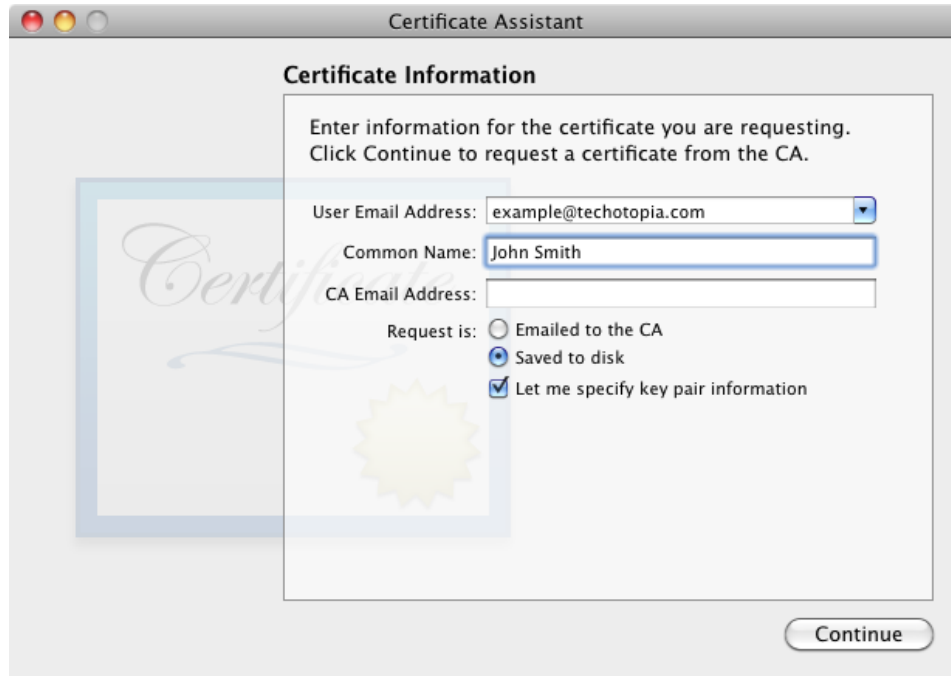 Certificate Assistant
Certificate Information
Enter information for the certificate you are requesting.
Click Continue to request a certificate from the CA.
Certificate
User Email Address: example@techotopia.com
Common Name: John Smith
CA Email Address:
Request is: Emailed to the CA
Saved to disk
Let me specify key pair information
Continue